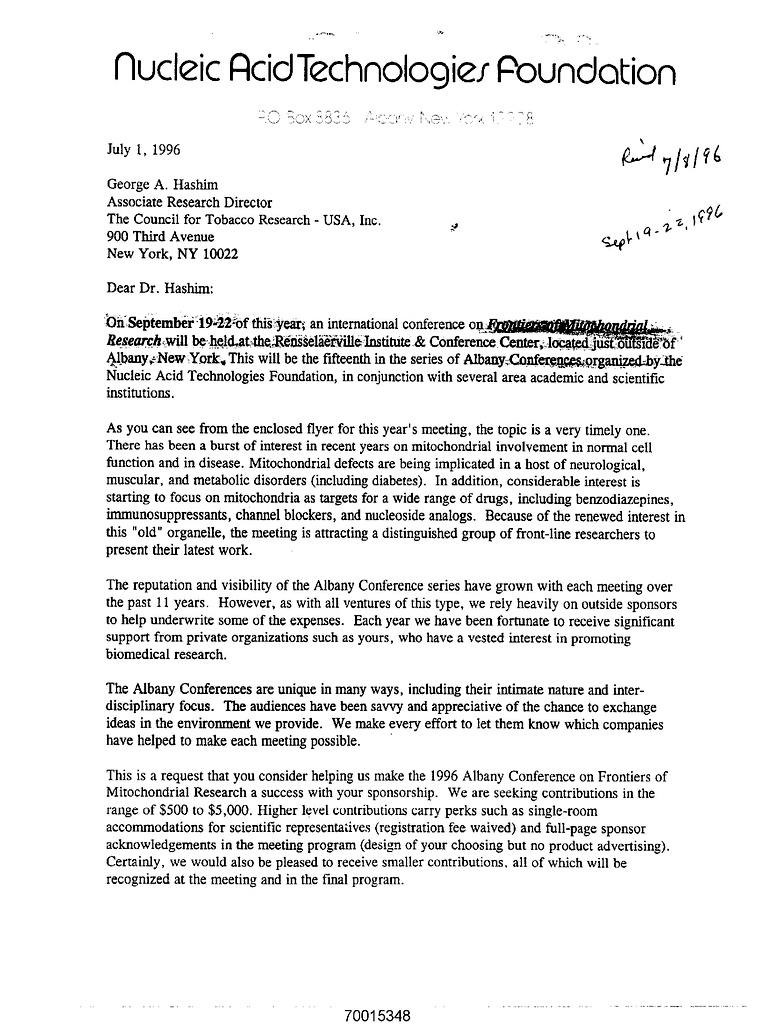 Nucleic Acid Technologies Foundation
P.O. Box 8836 Albany New York
July 1, 1996
Rec'd 7/8/96
George A. Hashim
Associate Research Director
The Council for Tobacco Research - USA, Inc.
900 Third Avenue
New York, NY 10022
Sept 19-22, 1996
Dear Dr. Hashim:
On September 19-22 of this year, an international conference on Frontiers of Mitochondrial
Research will be held at the Rensselaerville Institute & Conference Center, located just outside of
Albany, New York. This will be the fifteenth in the series of Albany Conferences organized by the
Nucleic Acid Technologies Foundation, in conjunction with several area academic and scientific
institutions.
As you can see from the enclosed flyer for this year's meeting, the topic is a very timely one.
There has been a burst of interest in recent years on mitochondrial involvement in normal cell
function and in disease. Mitochondrial defects are being implicated in a host of neurological,
muscular, and metabolic disorders (including diabetes). In addition, considerable interest is
starting to focus on mitochondria as targets for a wide range of drugs, including benzodiazepines,
immunosuppressants, channel blockers, and nucleoside analogs. Because of the renewed interest in
this "old" organelle, the meeting is attracting a distinguished group of front-line researchers to
present their latest work.
The reputation and visibility of the Albany Conference series have grown with each meeting over
the past 11 years. However, as with all ventures of this type, we rely heavily on outside sponsors
to help underwrite some of the expenses. Each year we have been fortunate to receive significant
support from private organizations such as yours, who have a vested interest in promoting
biomedical research.
The Albany Conferences are unique in many ways, including their intimate nature and inter-
disciplinary focus. The audiences have been savvy and appreciative of the chance to exchange
ideas in the environment we provide. We make every effort to let them know which companies
have helped to make each meeting possible.
This is a request that you consider helping us make the 1996 Albany Conference on Frontiers of
Mitochondrial Research a success with your sponsorship. We are seeking contributions in the
range of $500 to $5,000. Higher level contributions carry perks such as single-room
accommodations for scientific representatives (registration fee waived) and full-page sponsor
acknowledgements in the meeting program (design of your choosing but no product advertising).
Certainly, we would also be pleased to receive smaller contributions, all of which will be
recognized at the meeting and in the final program.
70015348